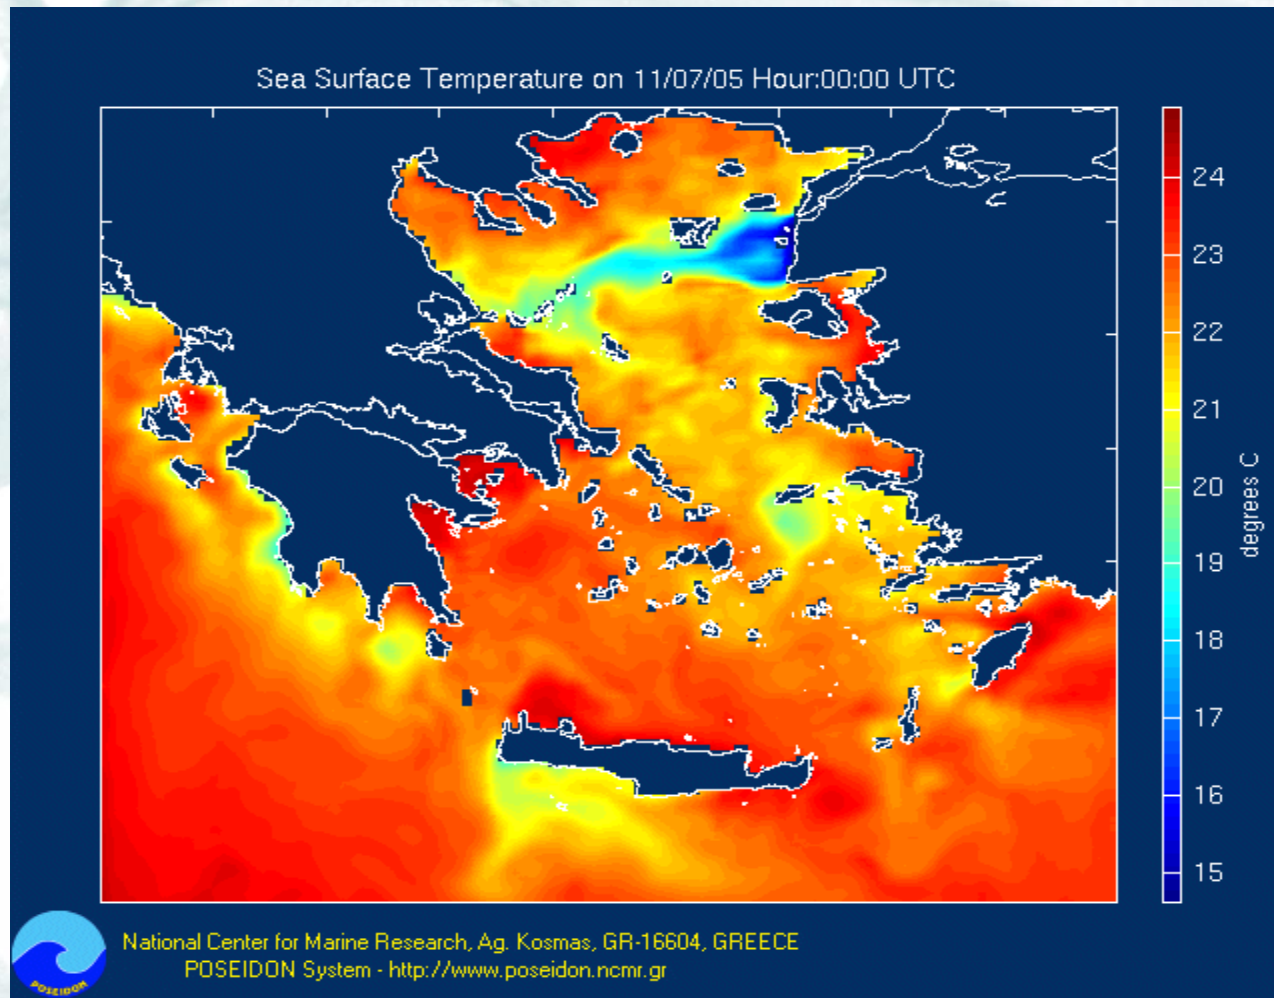 Sea Surface Temperature on 11/07/05 Hour:00:00 UTC
24
23
22
21
20
19
18
17
16
15
degrees C
National Center for Marine Research, Ag. Kosmas, GR-16604, GREECE
POSEIDON System - http://www.poseidon.ncmr.gr
POSEIDON